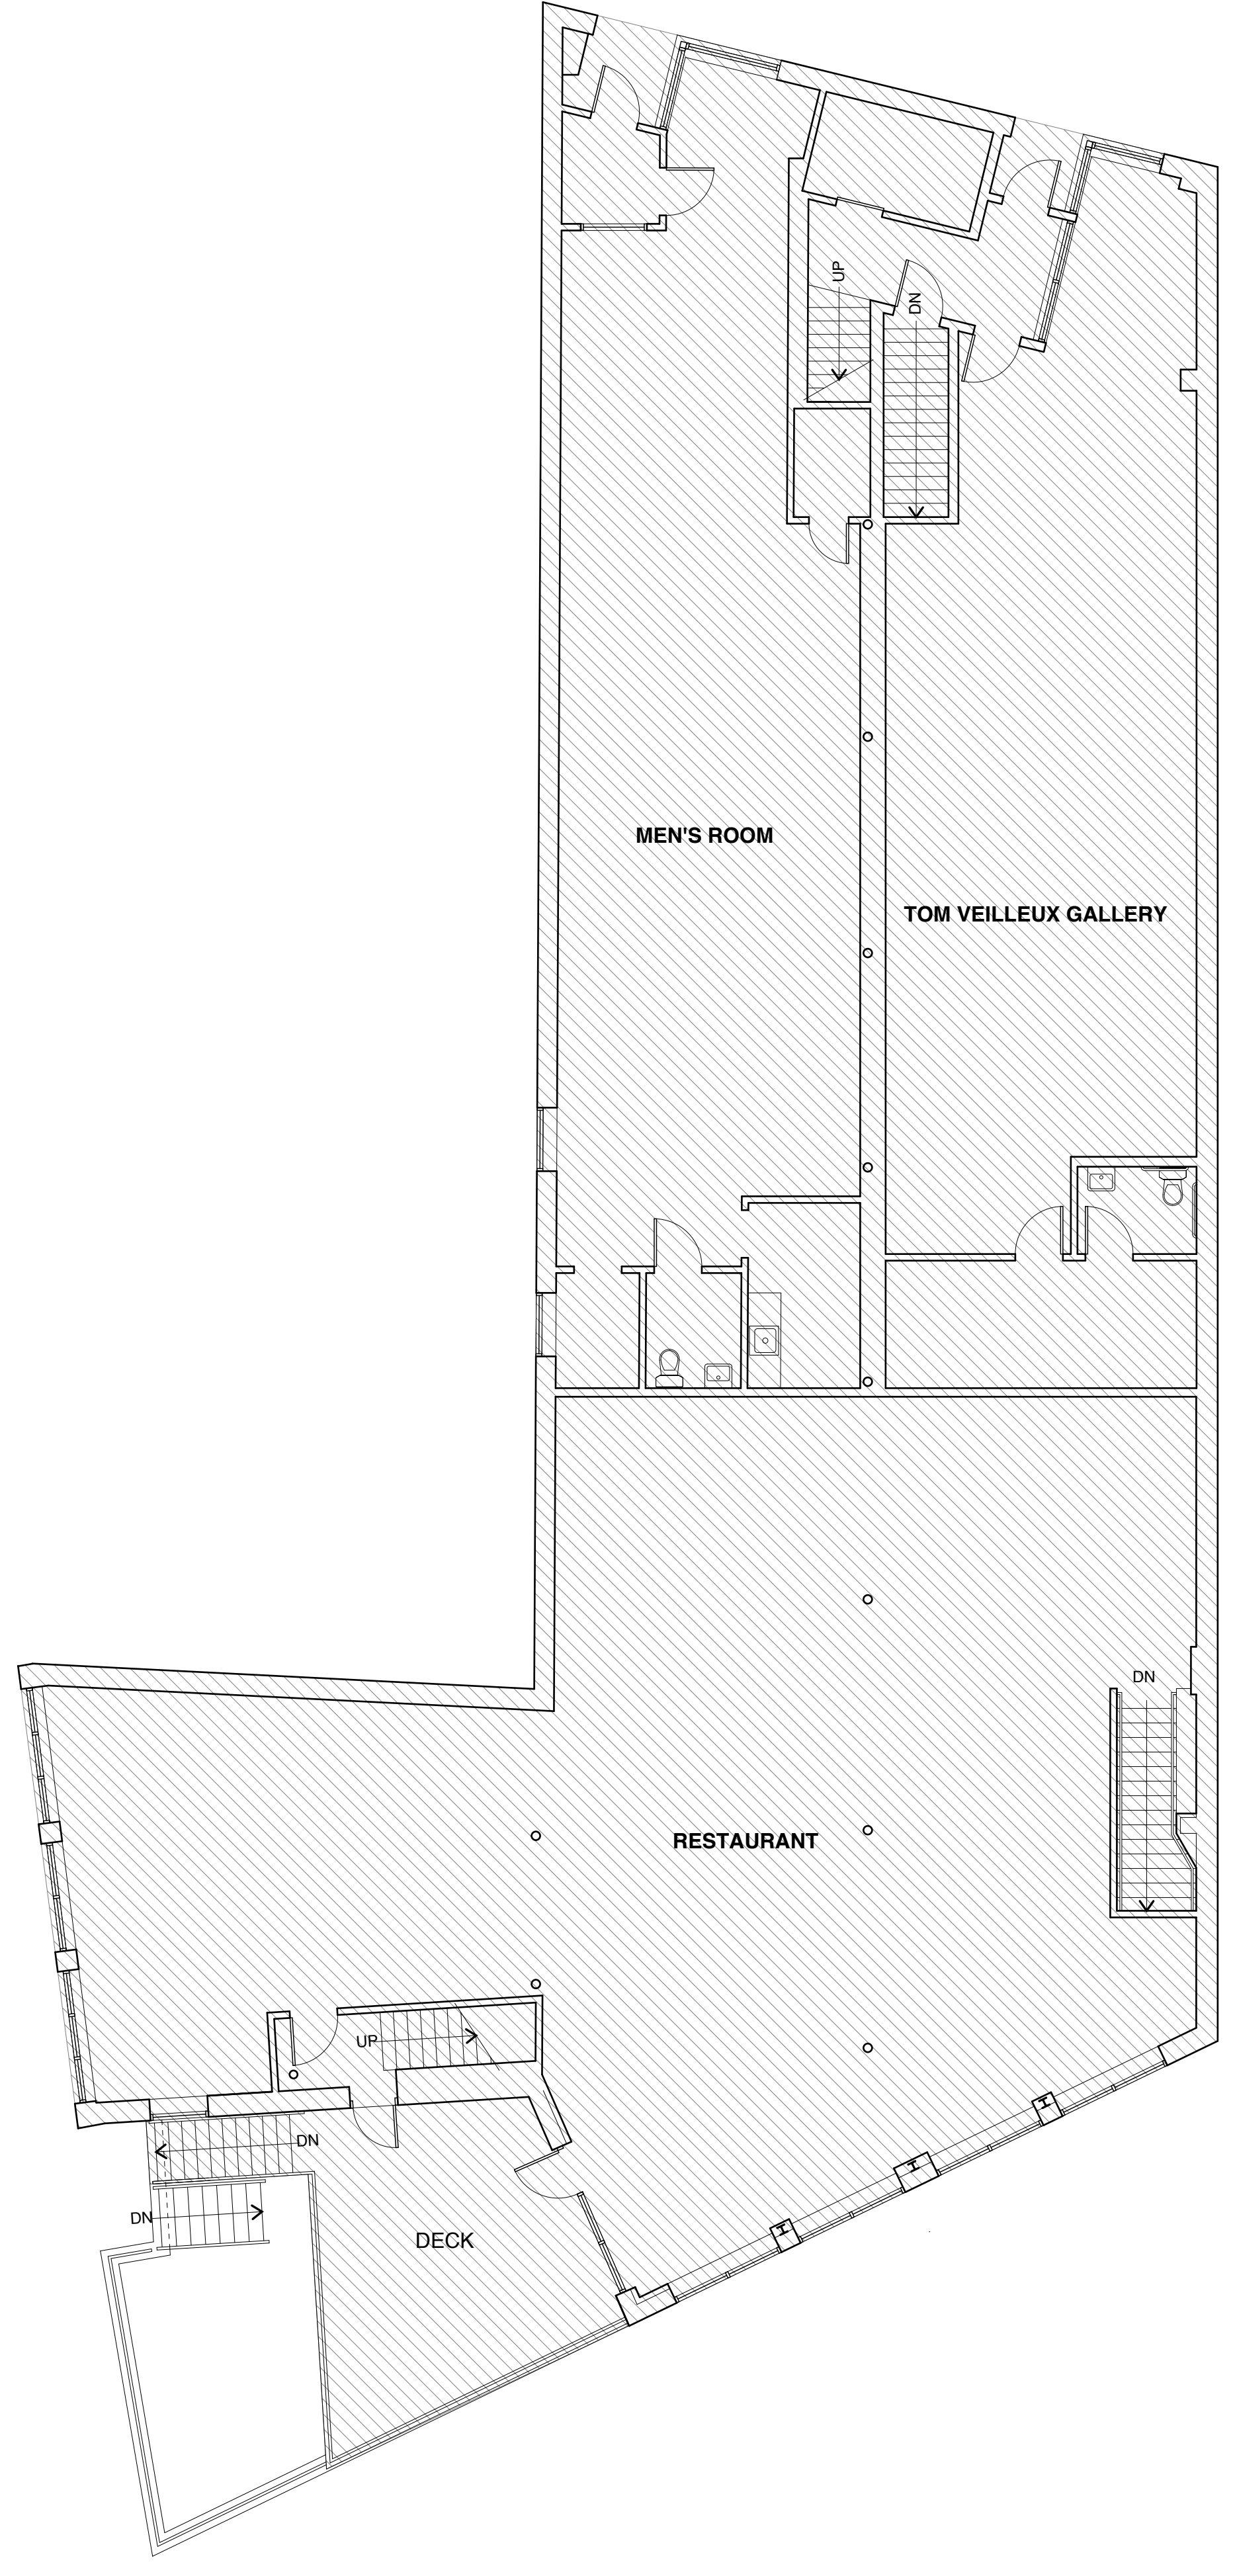 UP
DN
MEN'S ROOM
TOM VEILLEUX GALLERY
DN
RESTAURANT
UP
DN
DN
DECK